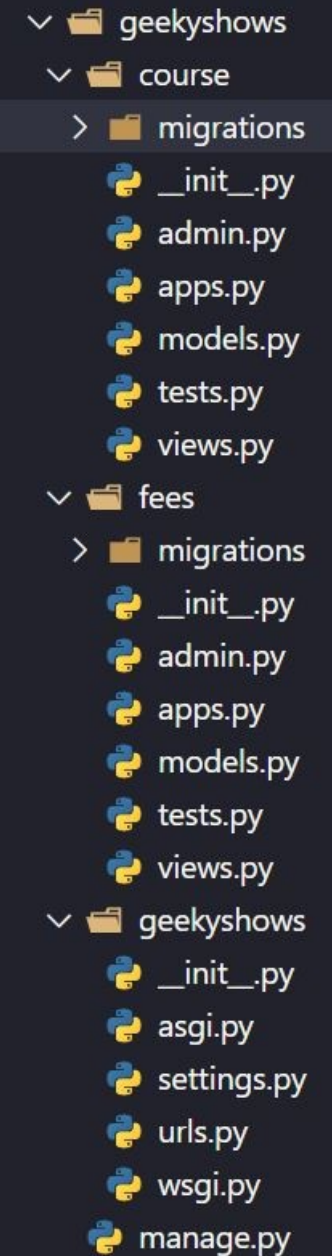 geekyshows
course
migrations
__init__.py
admin.py
apps.py
models.py
tests.py
views.py
fees
migrations
__init__.py
admin.py
apps.py
models.py
tests.py
views.py
geekyshows
__init__.py
asgi.py
settings.py
urls.py
wsgi.py
manage.py